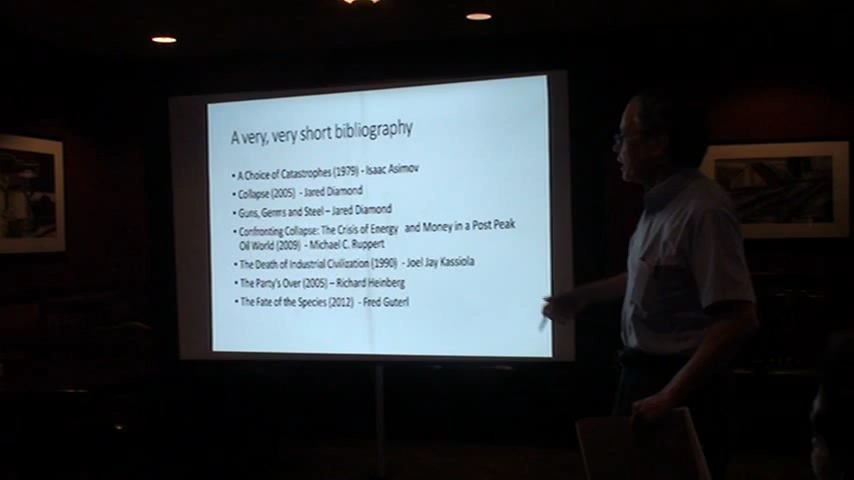 A very, very short bibliography
• A Choice of Catastrophes (1979) - Isaac Asimov
• Collapse (2005) - Jared Diamond
• Guns, Germs and Steel – Jared Diamond
• Confronting Collapse: The Crisis of Energy and Money in a Post Peak
Oil World (2009) - Michael C. Ruppert
• The Death of Industrial Civilization (1990) - Joel Jay Kassiola
• The Party's Over (2005) – Richard Heinberg
• The Fate of the Species (2012) - Fred Guterl